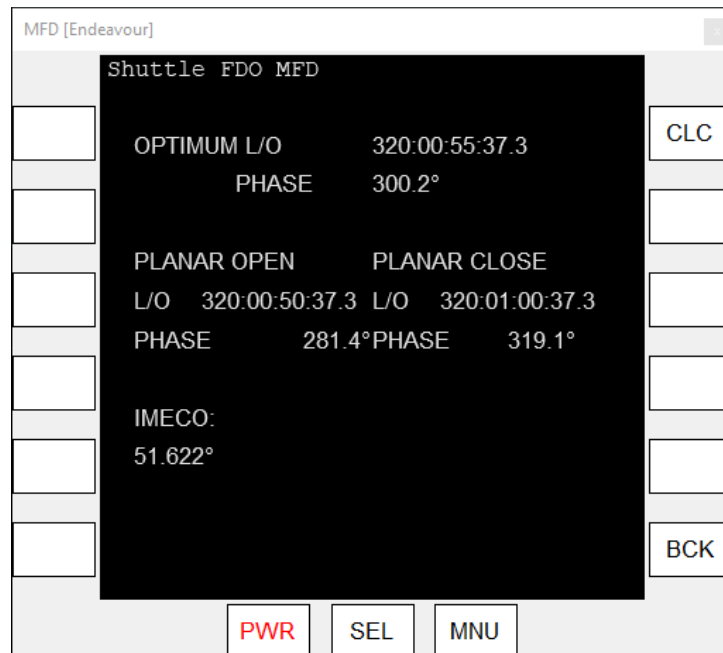 MFD [Endeavour]
x
Shuttle FDO MFD
CLC
OPTIMUM L/O 320:00:55:37.3
PHASE 300.2°
PLANAR OPEN PLANAR CLOSE
L/O 320:00:50:37.3 L/O 320:01:00:37.3
PHASE 281.4° PHASE 319.1°
IMECO:
51.622°
BCK
PWR SEL MNU